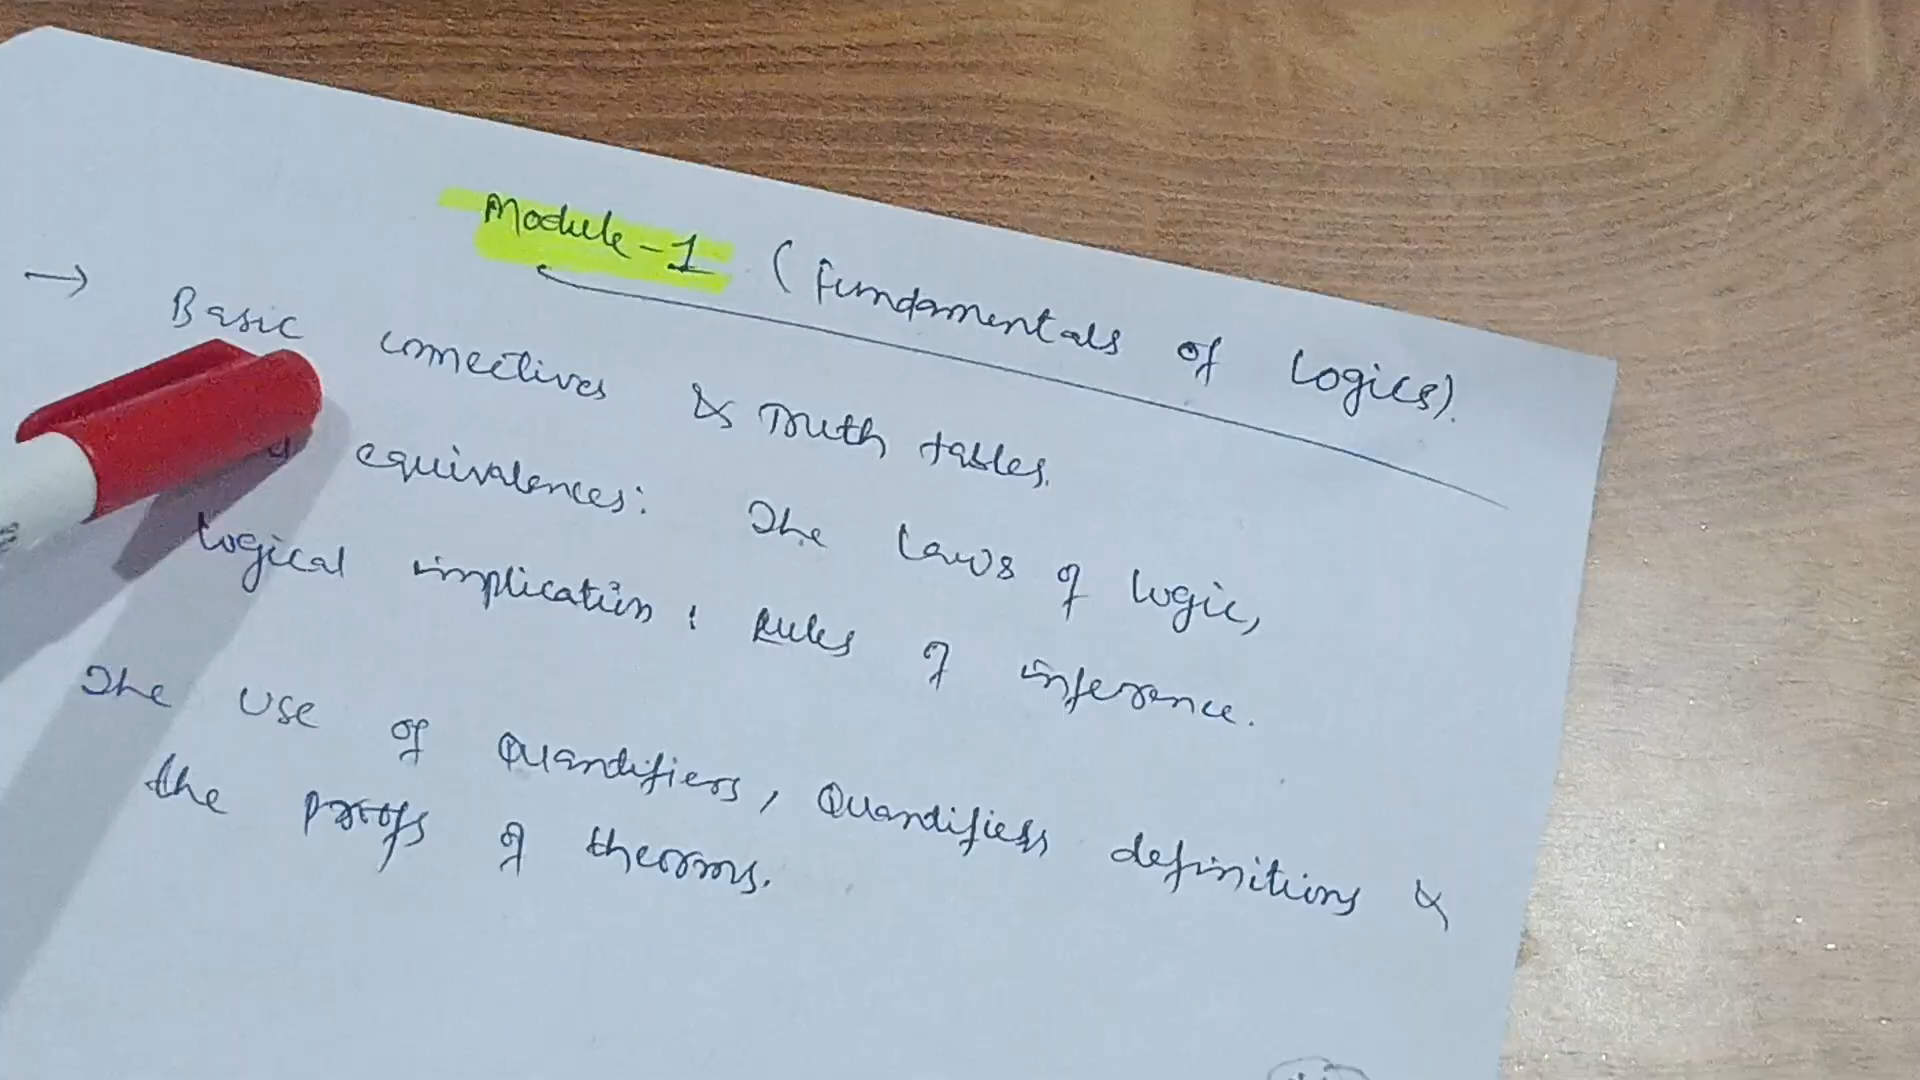 Module-1 (Fundamentals of Logics).
→ Basic connectives & Truth tables.
equivalences: The Laws of logic,
Logical implication: Rules of inference.
The use of Quantifiers, Quantifiers definitions &
the proofs of theorms.